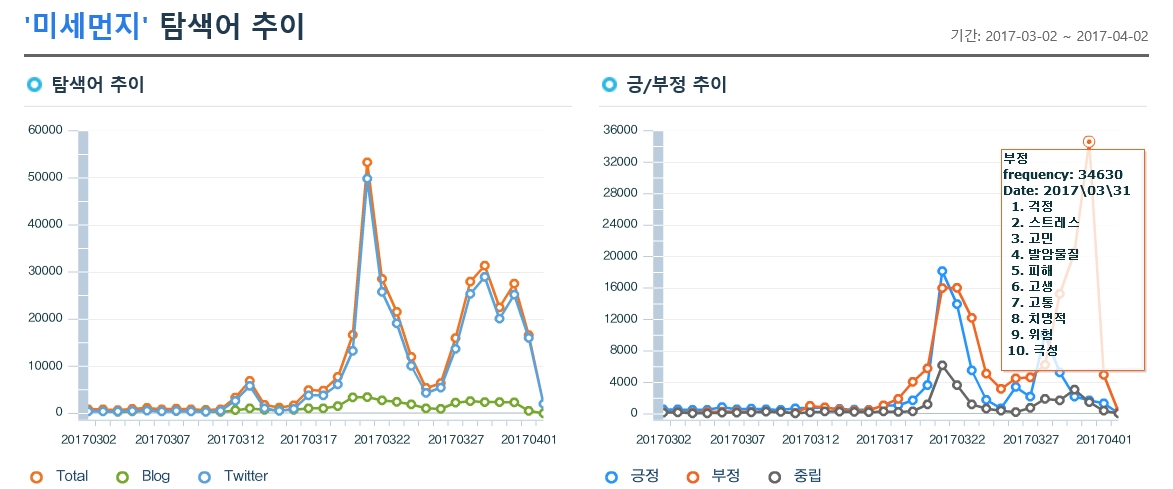 '미세먼지' 탐색어 추이
기간: 2017-03-02 ~ 2017-04-02
탐색어 추이
60000
50000
40000
30000
20000
10000
0
20170302 20170307 20170312 20170317 20170322 20170327 20170401
Total Blog Twitter
긍/부정 추이
36000
32000
28000
24000
20000
16000
12000
8000
4000
0
20170302 20170307 20170312 20170317 20170322 20170327 20170401
부정
frequency: 34630
Date: 2017\03\31
1. 걱정
2. 스트레스
3. 고민
4. 발암물질
5. 피해
6. 고생
7. 고통
8. 치명적
9. 위험
10. 극성
긍정 부정 중립